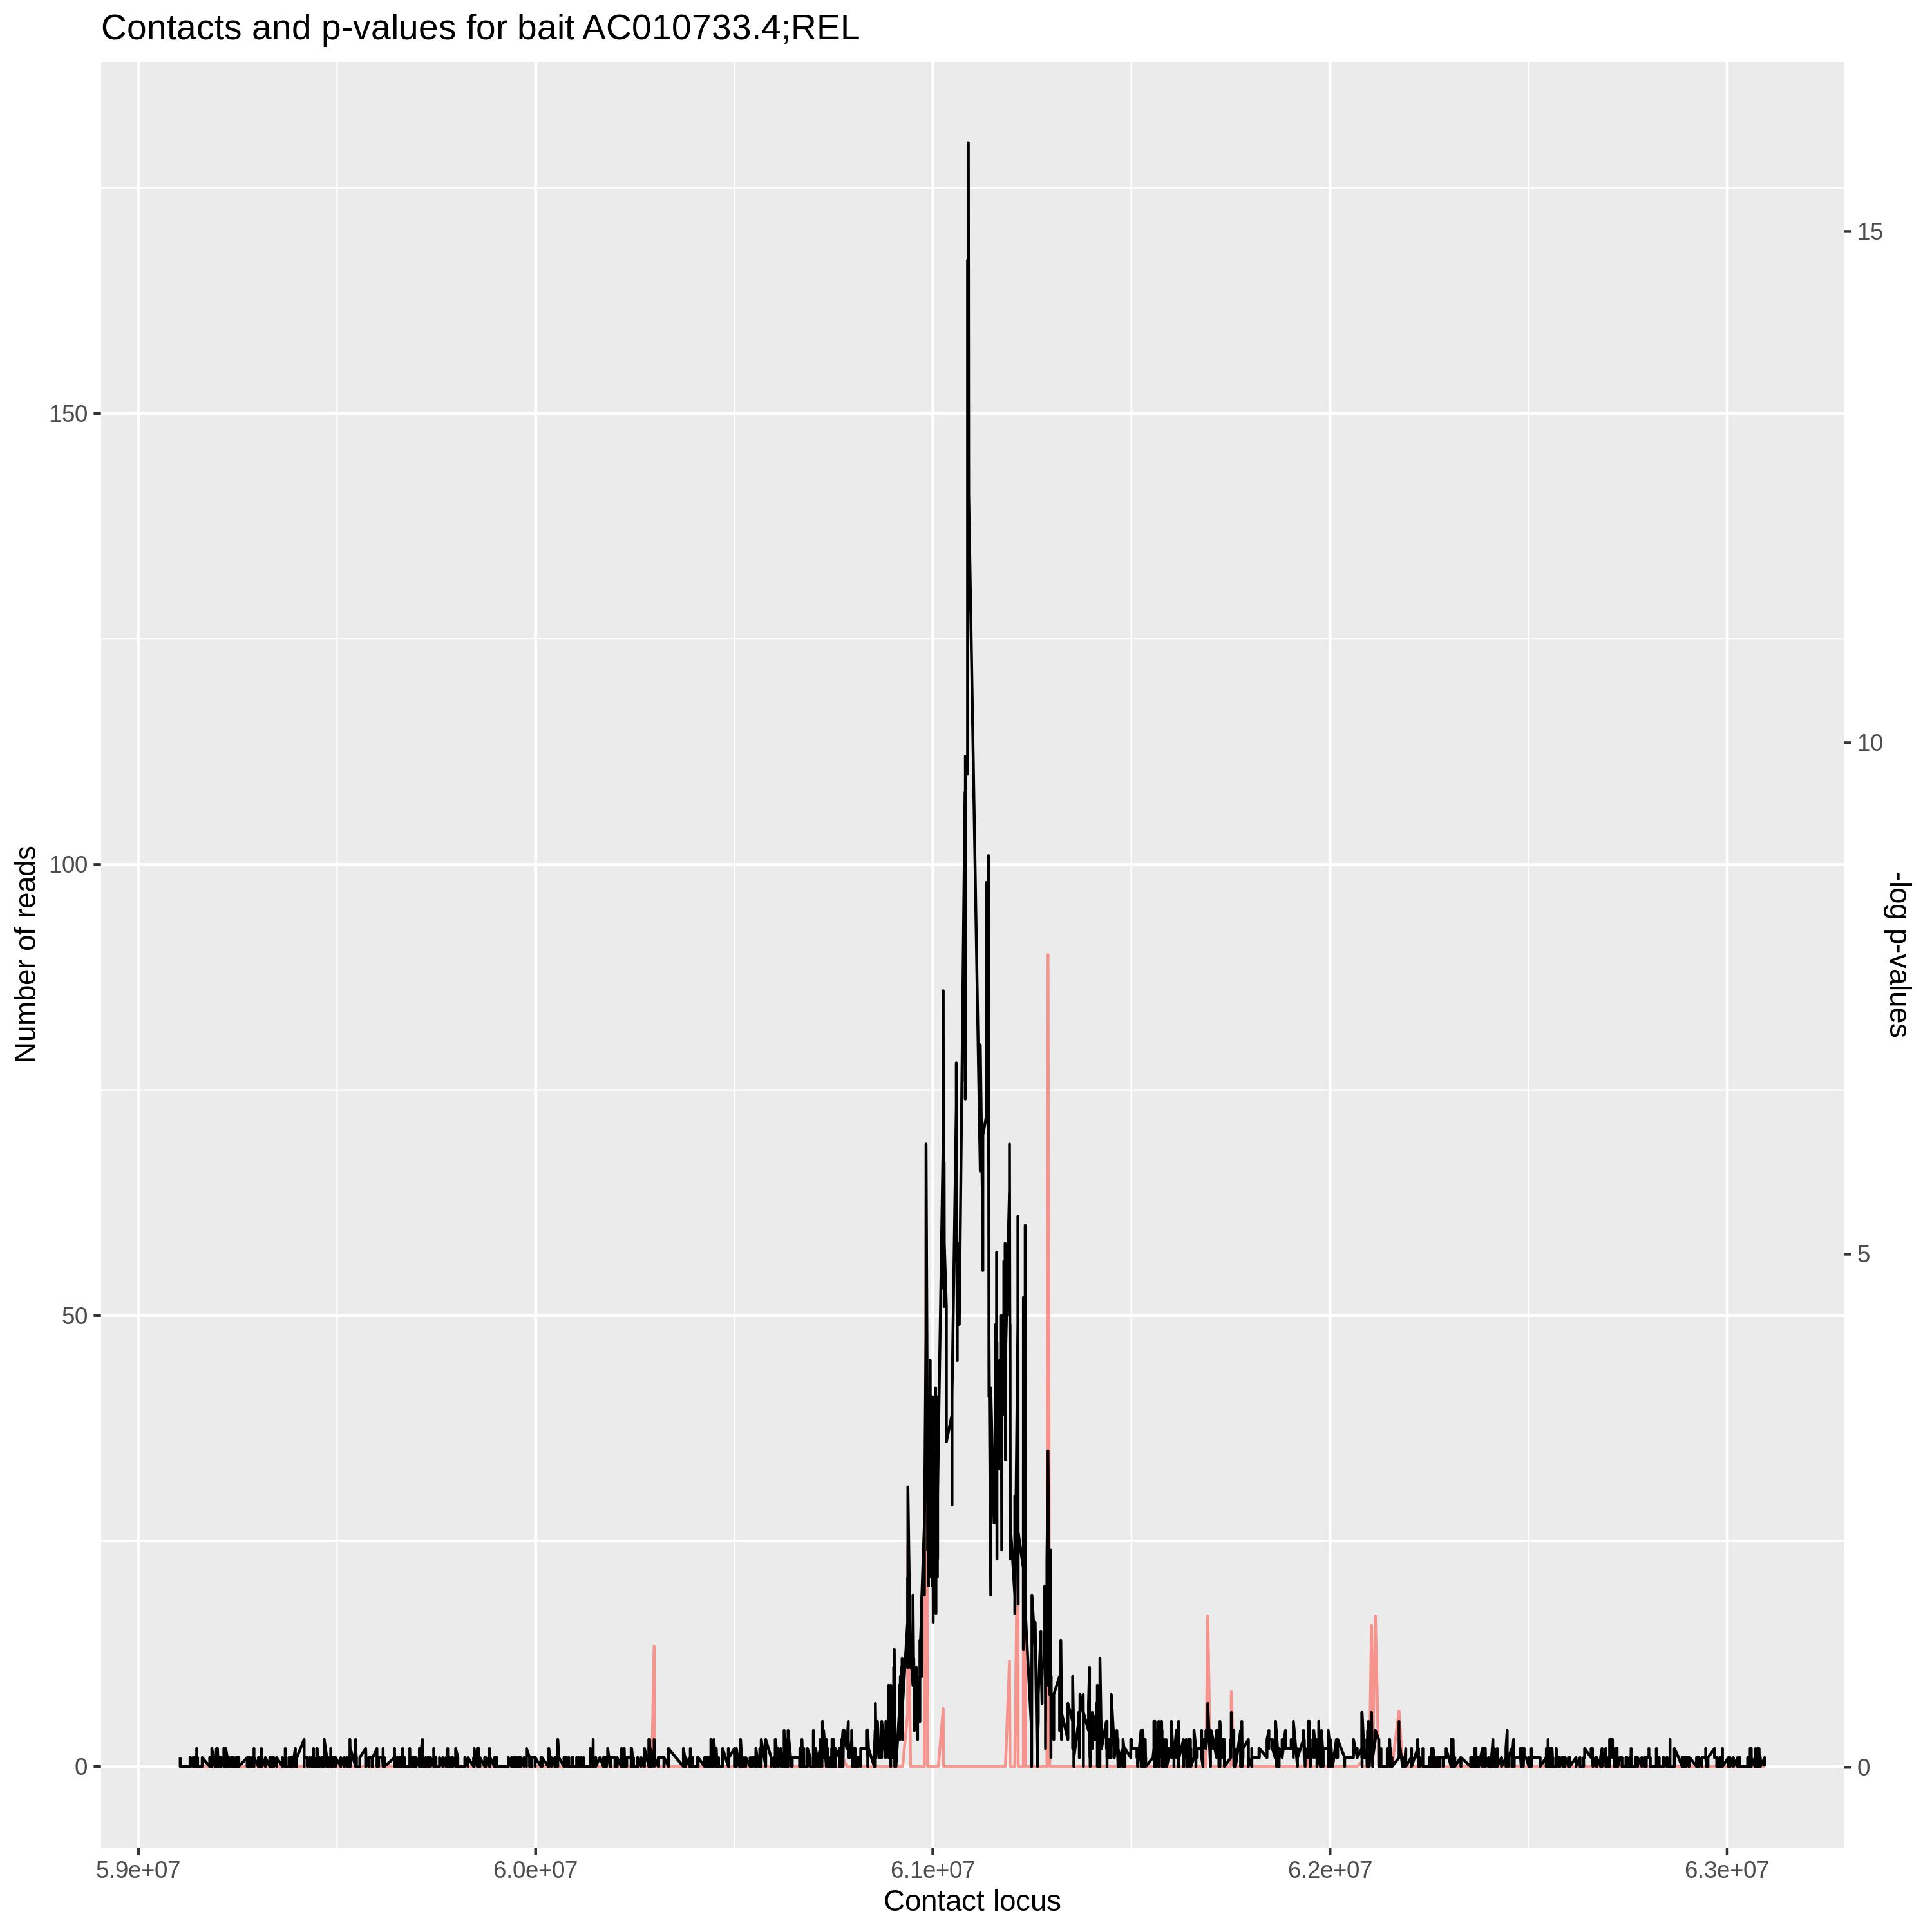 Contacts and p-values for bait AC010733.4;REL
Number of reads
150
100
50
0
15
10
5
0
-log p-values
5.9e+07 6.0e+07 6.1e+07 6.2e+07 6.3e+07
Contact locus